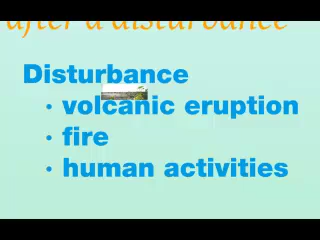 after a disturbance
Disturbance
• volcanic eruption
• fire
• human activities